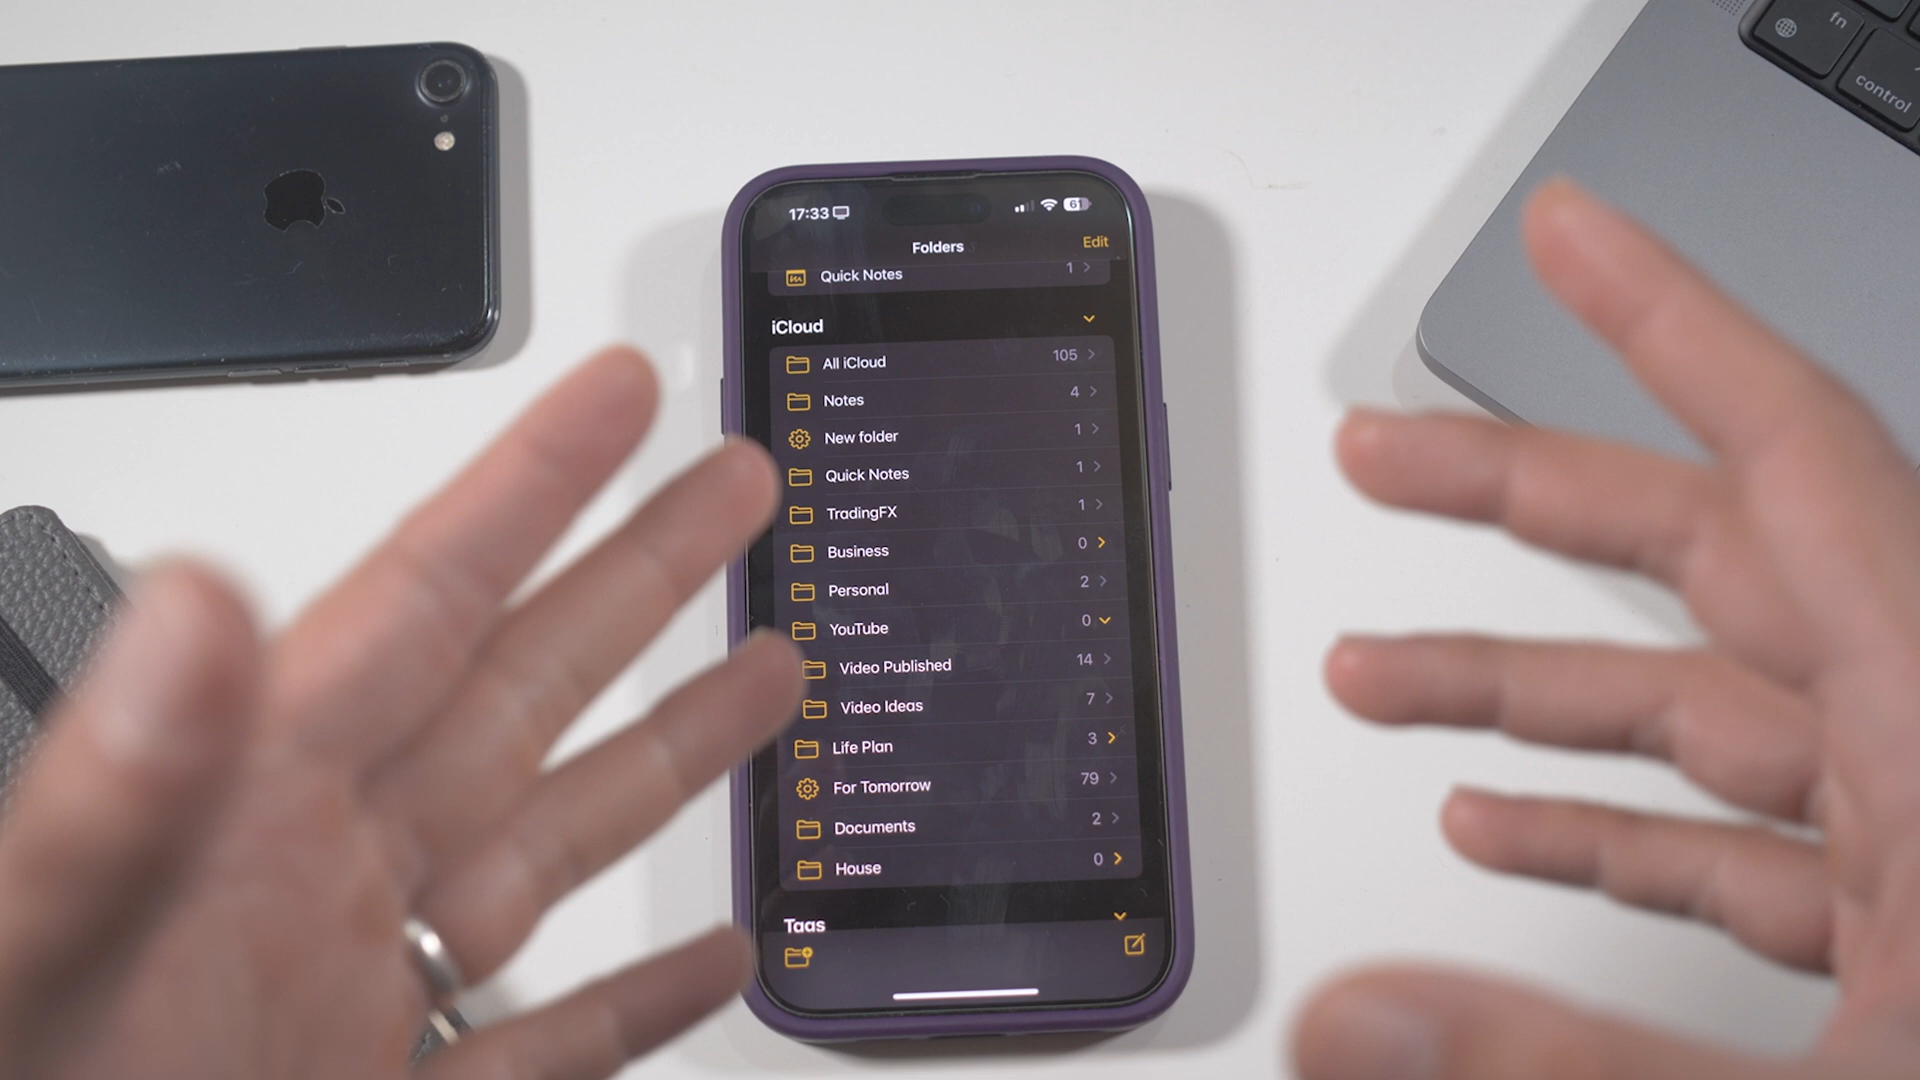 fn
control
17:33
61
Folders
Edit
Quick Notes 1
iCloud
All iCloud 105
Notes 4
New folder 1
Quick Notes 1
TradingFX 1
Business 0
Personal 2
YouTube 0
Video Published 14
Video Ideas 7
Life Plan 3
For Tomorrow 79
Documents 2
House 0
Tags